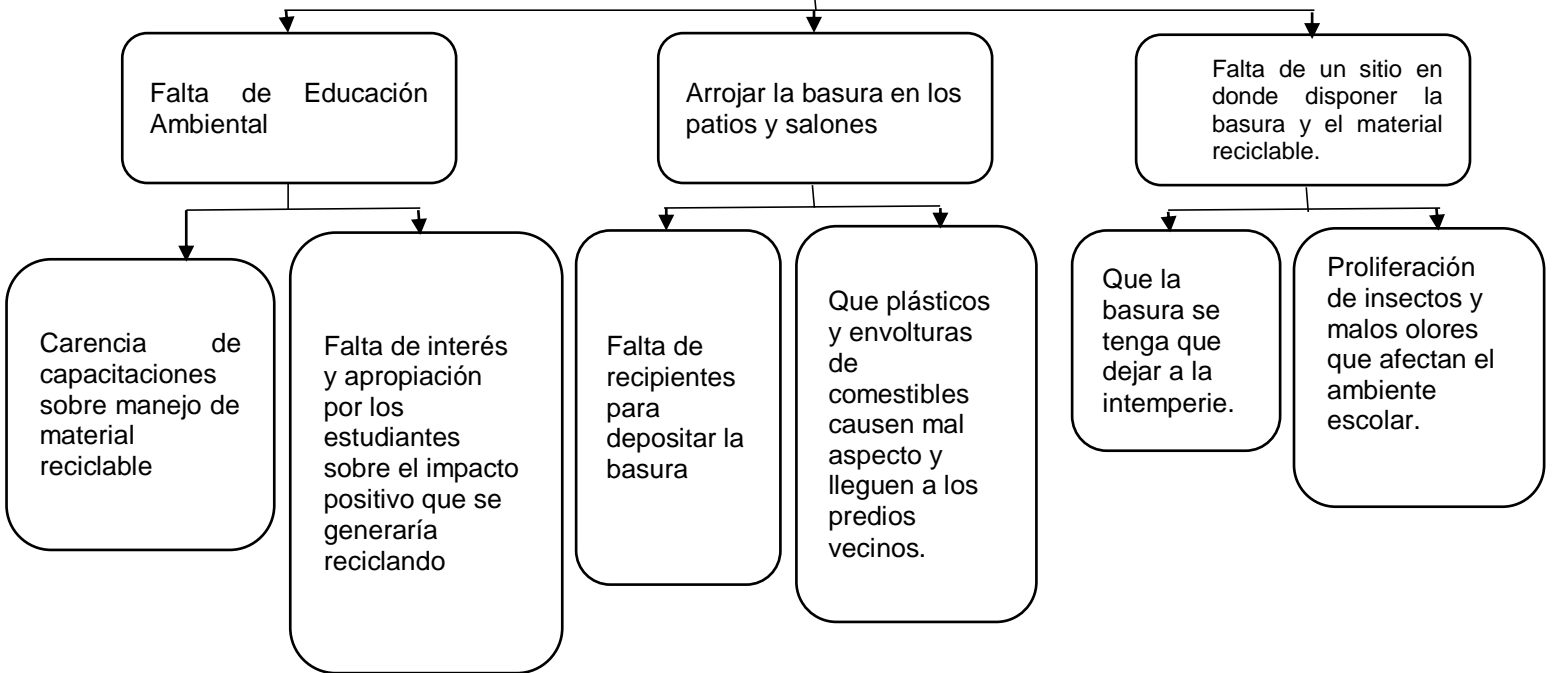 Falta de Educación
Ambiental
Arrojar la basura en los
patios y salones
Falta de un sitio en
donde disponer la
basura y el material
reciclable.
Carencia de
capacitaciones
sobre manejo de
material
reciclable
Falta de interés
y apropiación
por los
estudiantes
sobre el impacto
positivo que se
generaría
reciclando
Falta de
recipientes
para
depositar la
basura
Que plásticos
y envolturas
de
comestibles
causen mal
aspecto y
lleguen a los
predios
vecinos.
Que la
basura se
tenga que
dejar a la
intemperie.
Proliferación
de insectos y
malos olores
que afectan el
ambiente
escolar.